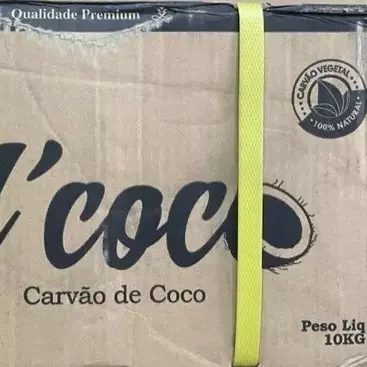 Qualidade Premium
CARVÃO VEGETAL
100% NATURAL
'coco
Carvão de Coco
Peso Liq
10KG